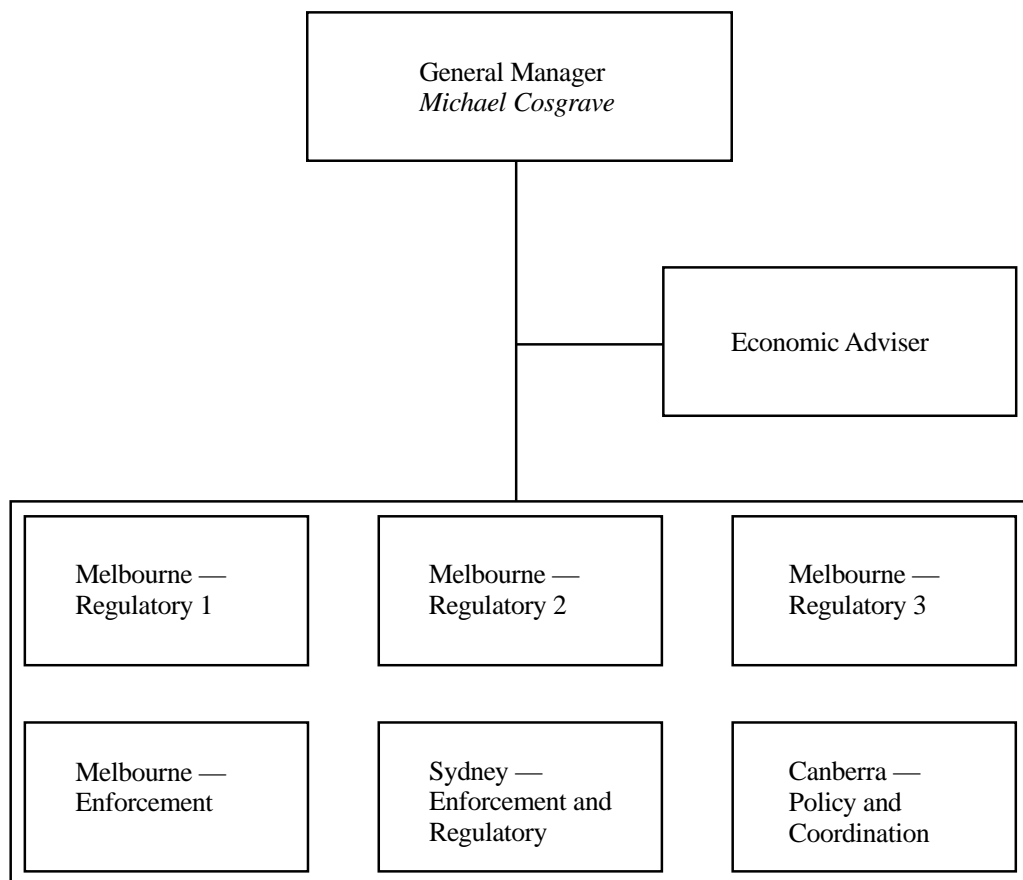 General Manager
Michael Cosgrave
Economic Adviser
Melbourne —
Regulatory 1
Melbourne —
Regulatory 2
Melbourne —
Regulatory 3
Melbourne —
Enforcement
Sydney —
Enforcement and
Regulatory
Canberra —
Policy and
Coordination